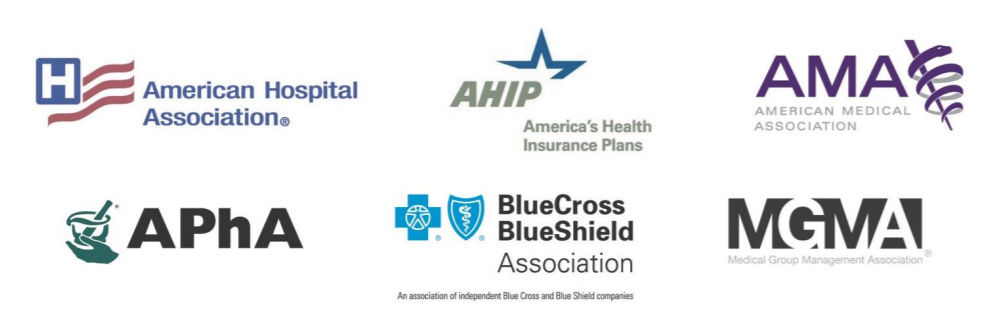 H
American Hospital
Association®
AHIP
America's Health
Insurance Plans
AMA
AMERICAN MEDICAL
ASSOCIATION
APhA
BlueCross
BlueShield
Association
An association of independent Blue Cross and Blue Shield companies
MGMA
Medical Group Management Association®